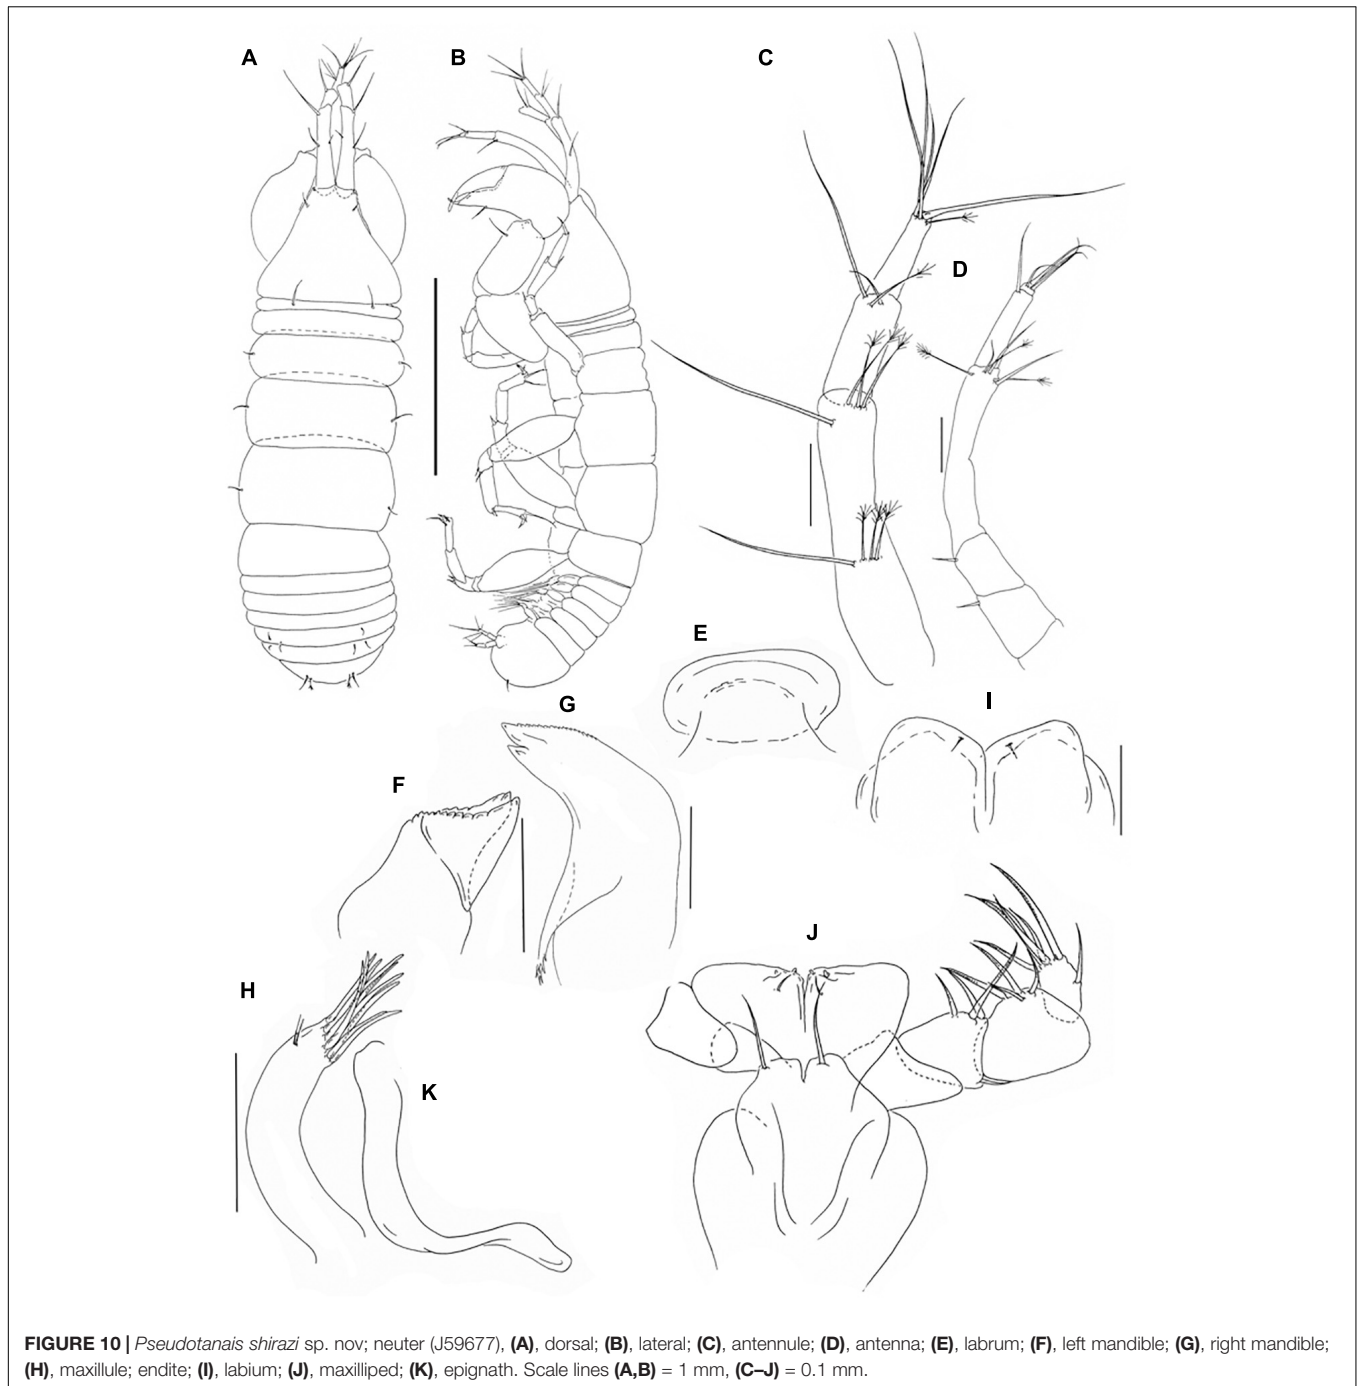 A
B
C
D
E
G
I
F
J
H
K
FIGURE 10 | Pseudotanais shirazi sp. nov; neuter (J59677), (A), dorsal; (B), lateral; (C), antennule; (D), antenna; (E), labrum; (F), left mandible; (G), right mandible;
(H), maxillule; endite; (I), labium; (J), maxilliped; (K), epignath. Scale lines (A,B) = 1 mm, (C–J) = 0.1 mm.